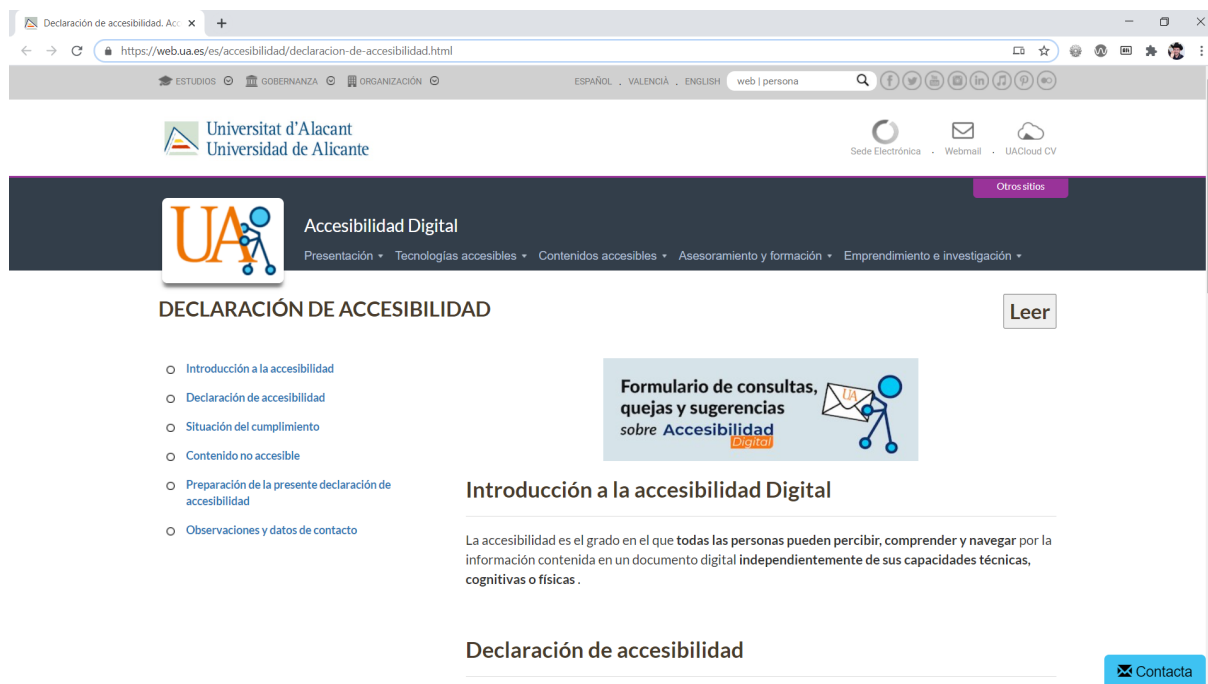 Declaración de accesibilidad. Acc
https://web.ua.es/es/accesibilidad/declaracion-de-accesibilidad.html
ESTUDIOS GOBERNANZA ORGANIZACIÓN ESPAÑOL . VALENCIÀ . ENGLISH web | persona
Universitat d'Alacant
Universidad de Alicante
Sede Electrónica . Webmail . UACloud CV
Otros sitios
UA
Accesibilidad Digital
Presentación Tecnologías accesibles Contenidos accesibles Asesoramiento y formación Emprendimiento e investigación
DECLARACIÓN DE ACCESIBILIDAD
Leer
Introducción a la accesibilidad
Declaración de accesibilidad
Situación del cumplimiento
Contenido no accesible
Preparación de la presente declaración de
accesibilidad
Observaciones y datos de contacto
Formulario de consultas,
quejas y sugerencias
sobre Accesibilidad
Digital
UA
Introducción a la accesibilidad Digital
La accesibilidad es el grado en el que todas las personas pueden percibir, comprender y navegar por la
información contenida en un documento digital independientemente de sus capacidades técnicas,
cognitivas o físicas .
Declaración de accesibilidad
Contacta